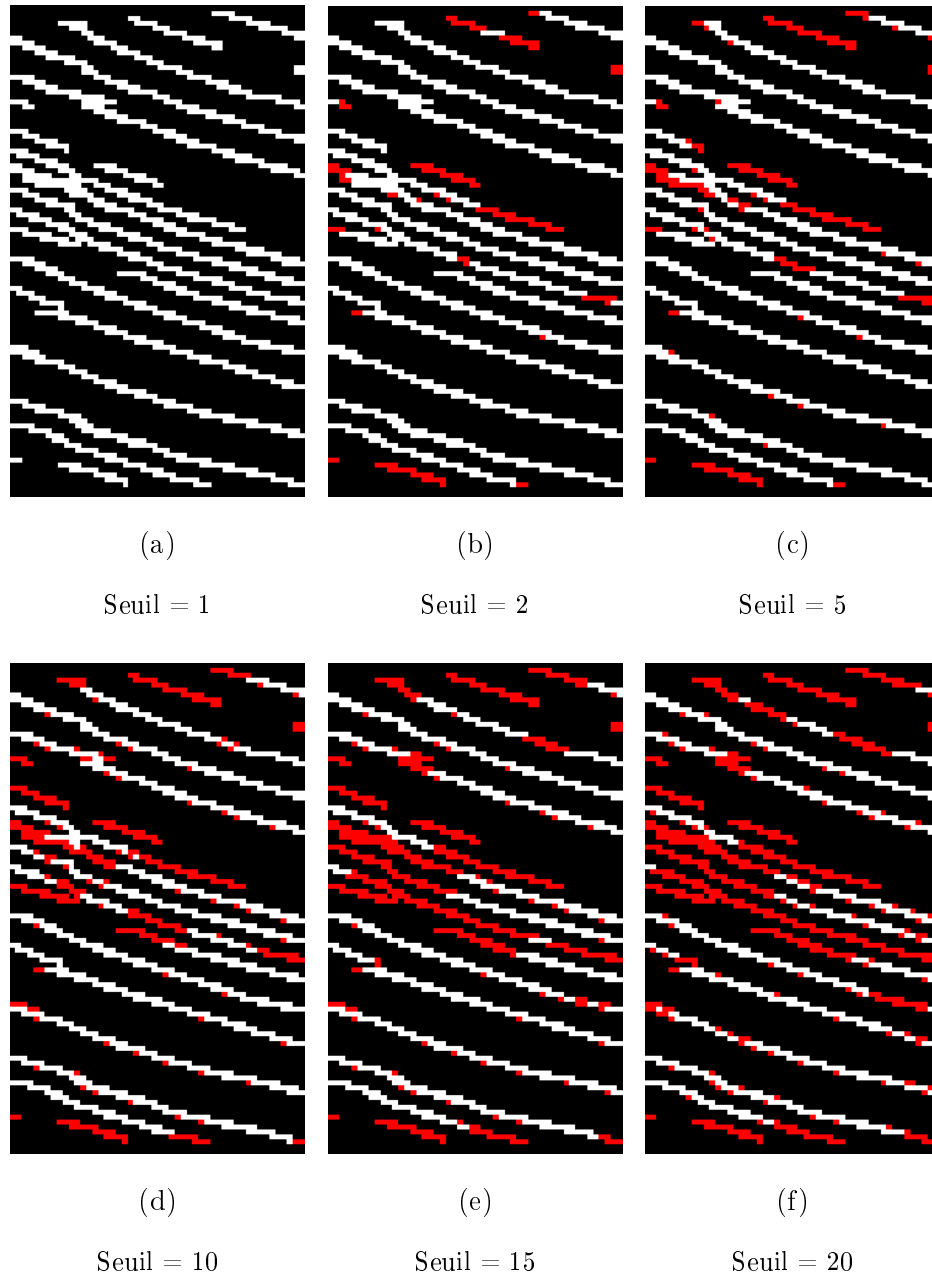 (a) (b) (c)
Seuil = 1 Seuil = 2 Seuil = 5
(d) (e) (f)
Seuil = 10 Seuil = 15 Seuil = 20